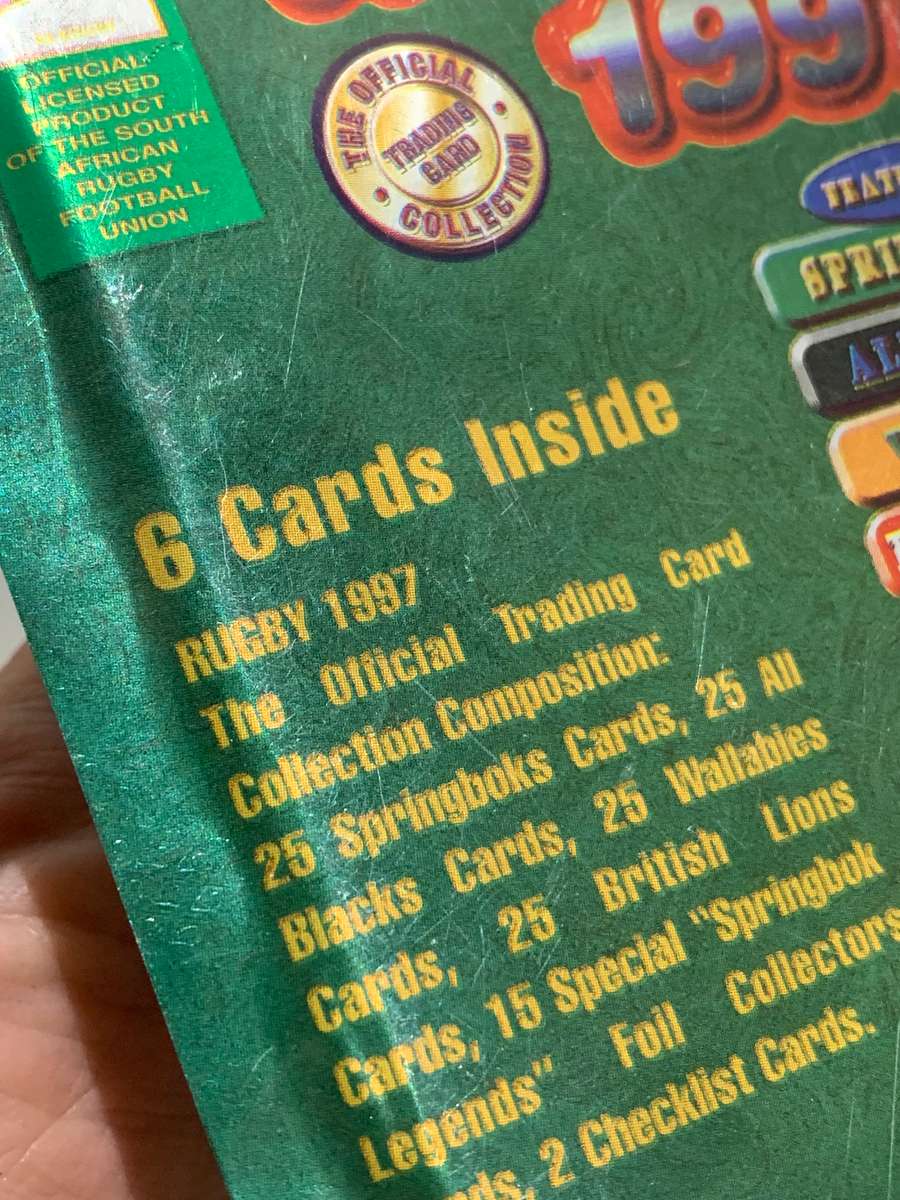 OFFICIAL
LICENSED
PRODUCT
OF THE SOUTH
AFRICAN
RUGBY
FOOTBALL
UNION
THE OFFICIAL
TRADING
CARD
COLLECTION
199
6 Cards Inside
RUGBY 1997
The Official Trading Card
Collection Composition:
25 Springboks Cards, 25 All
Blacks Cards, 25 Wallabies
Cards, 25 British Lions
Cards, 15 Special "Springbok
Legends" Foil Collectors
2 Checklist Cards.